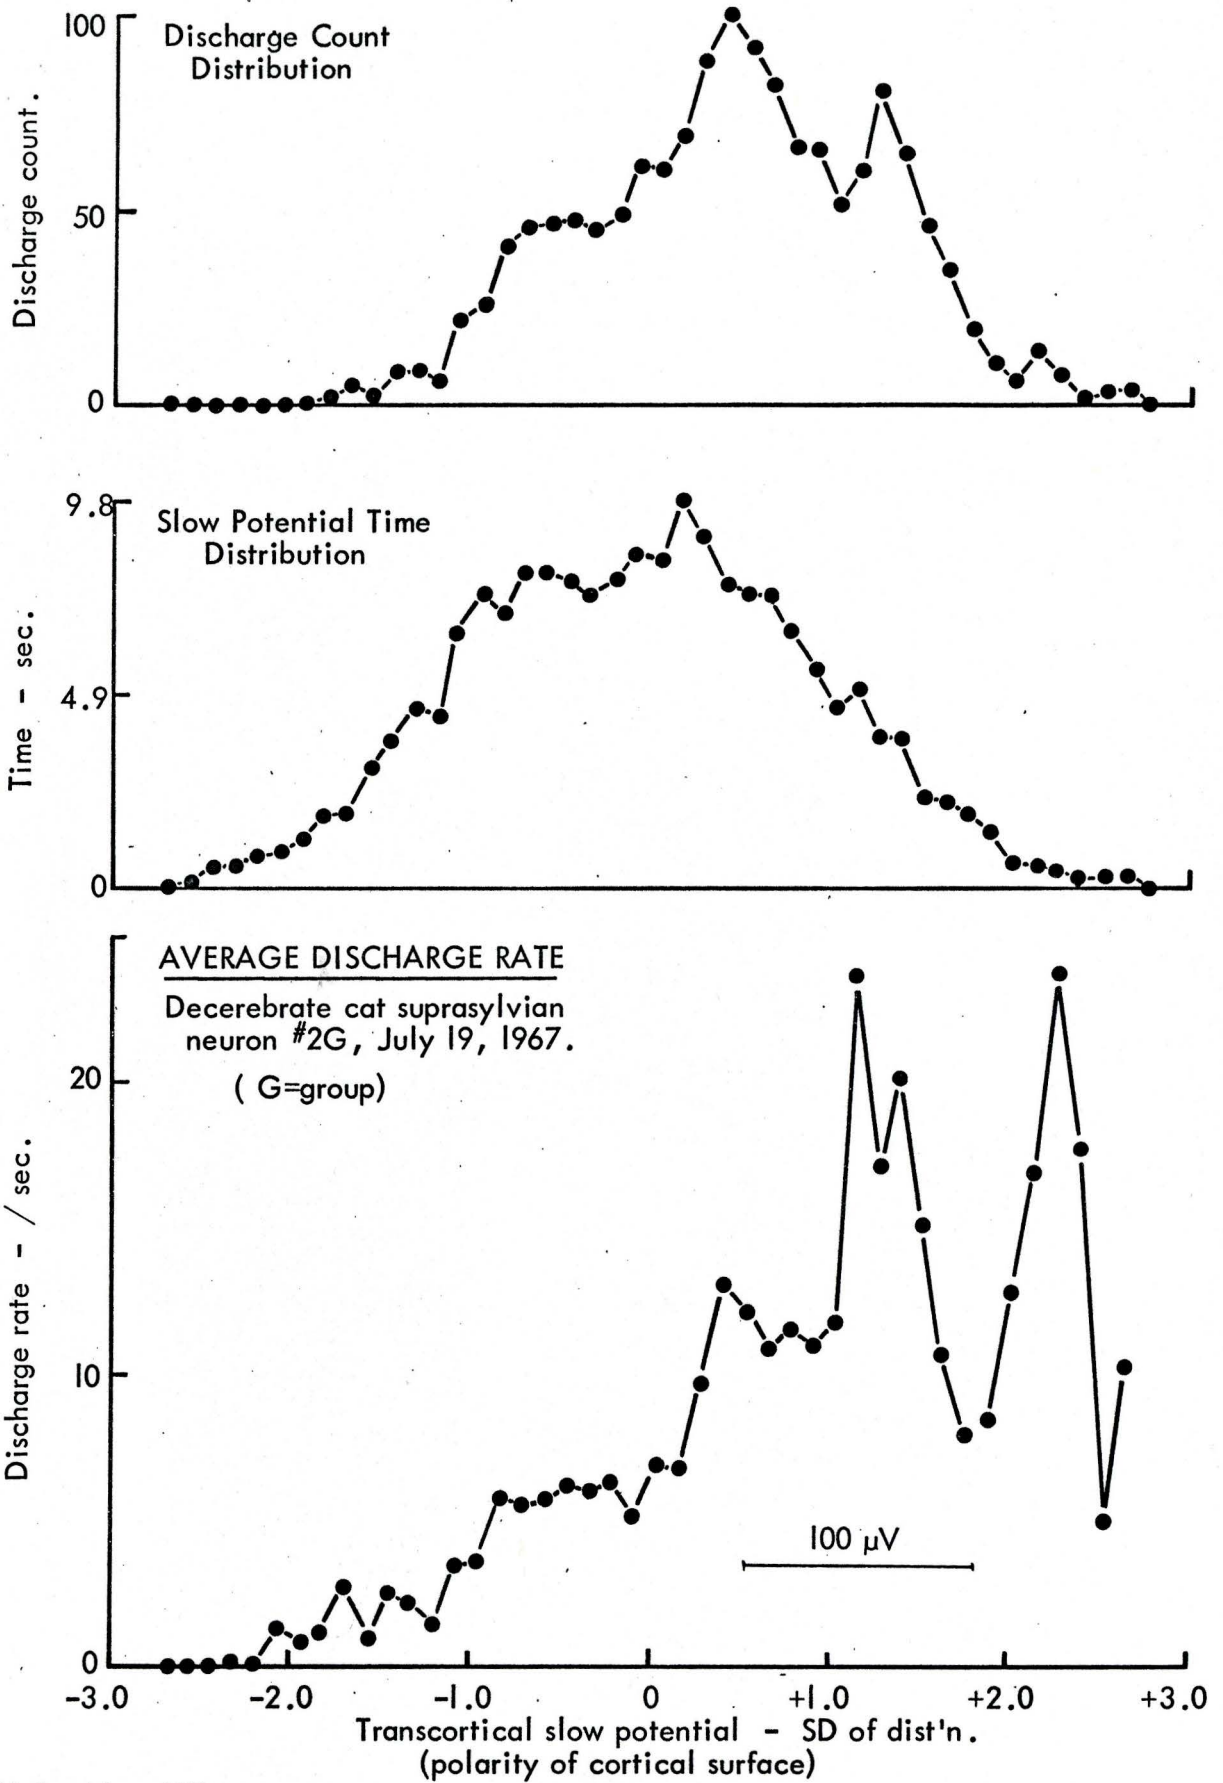 100
Discharge Count
Distribution
Discharge count.
50
0
9.8
Slow Potential Time
Distribution
Time - sec.
4.9
0
AVERAGE DISCHARGE RATE
Decerebrate cat suprasylvian
neuron #2G, July 19, 1967.
( G=group)
20
Discharge rate - / sec.
10
100 µV
0
-3.0 -2.0 -1.0 0 +1.0 +2.0 +3.0
Transcortical slow potential - SD of dist'n.
(polarity of cortical surface)